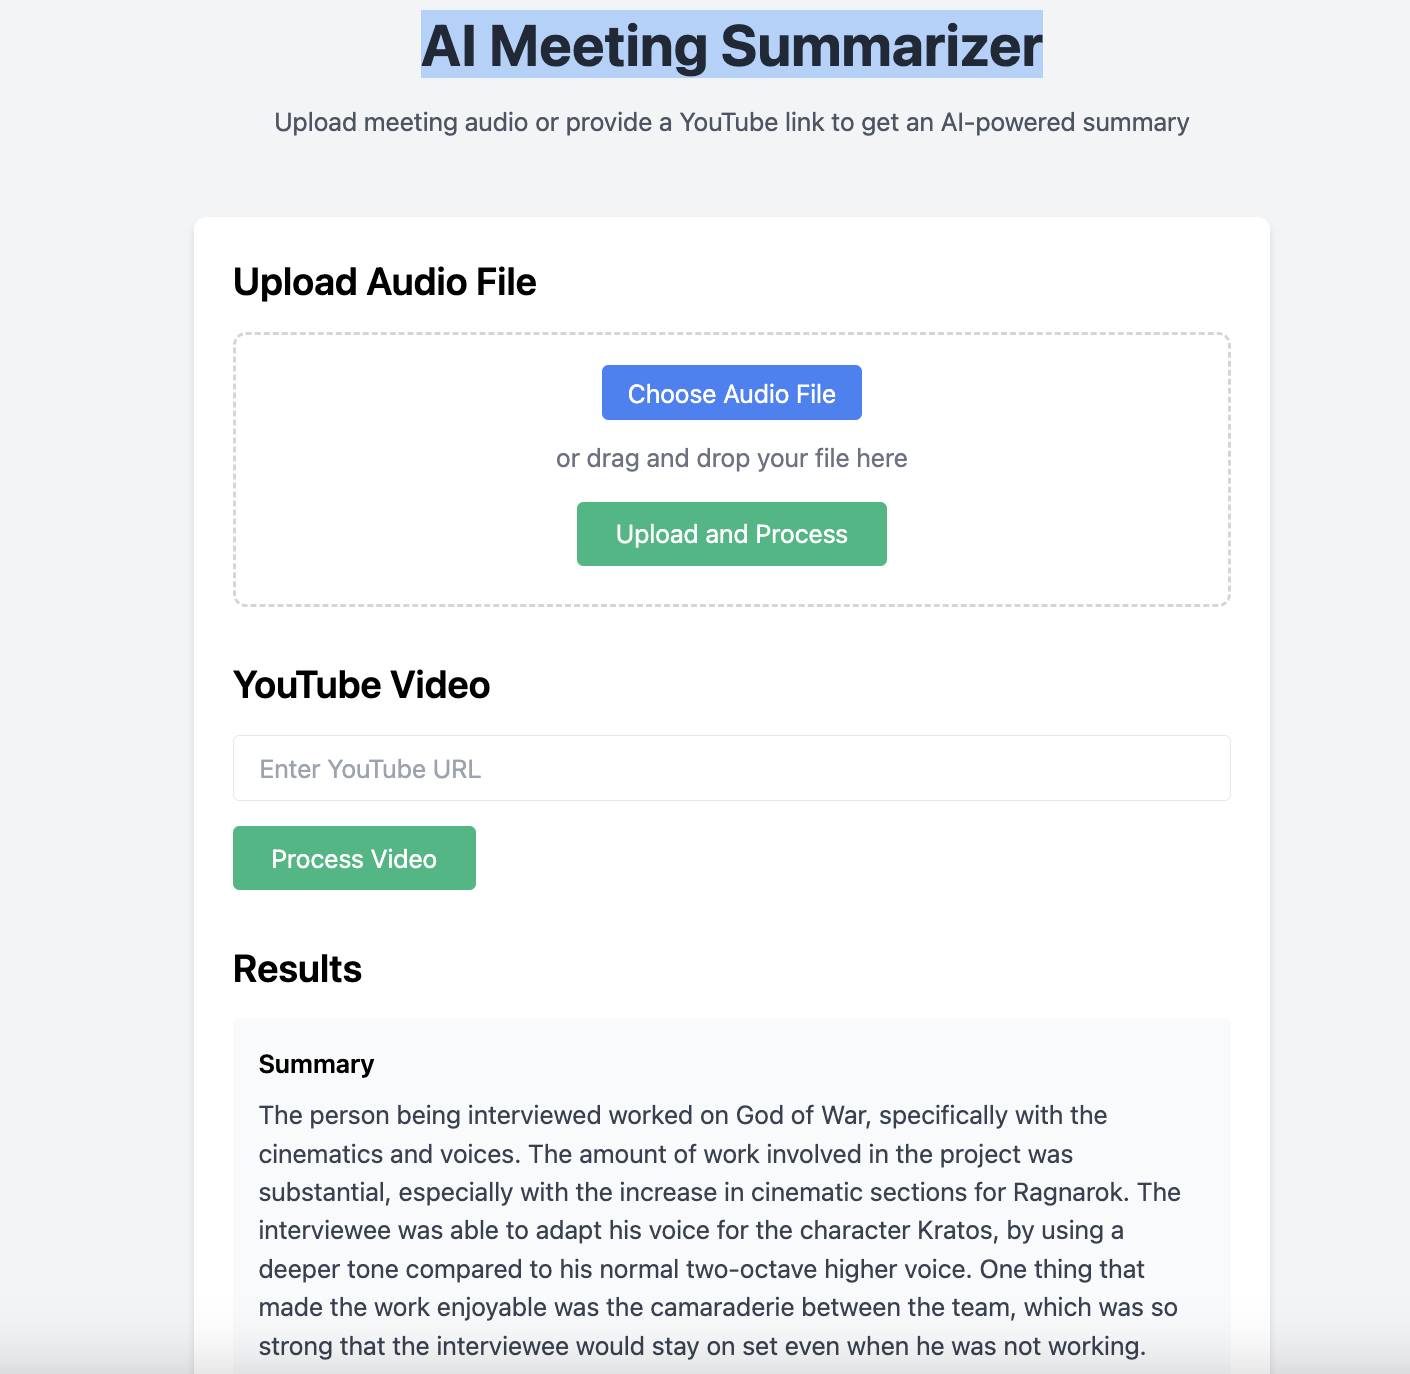 AI Meeting Summarizer
Upload meeting audio or provide a YouTube link to get an AI-powered summary
Upload Audio File
Choose Audio File
or drag and drop your file here
Upload and Process
YouTube Video
Enter YouTube URL
Process Video
Results
Summary
The person being interviewed worked on God of War, specifically with the
cinematics and voices. The amount of work involved in the project was
substantial, especially with the increase in cinematic sections for Ragnarok. The
interviewee was able to adapt his voice for the character Kratos, by using a
deeper tone compared to his normal two-octave higher voice. One thing that
made the work enjoyable was the camaraderie between the team, which was so
strong that the interviewee would stay on set even when he was not working.